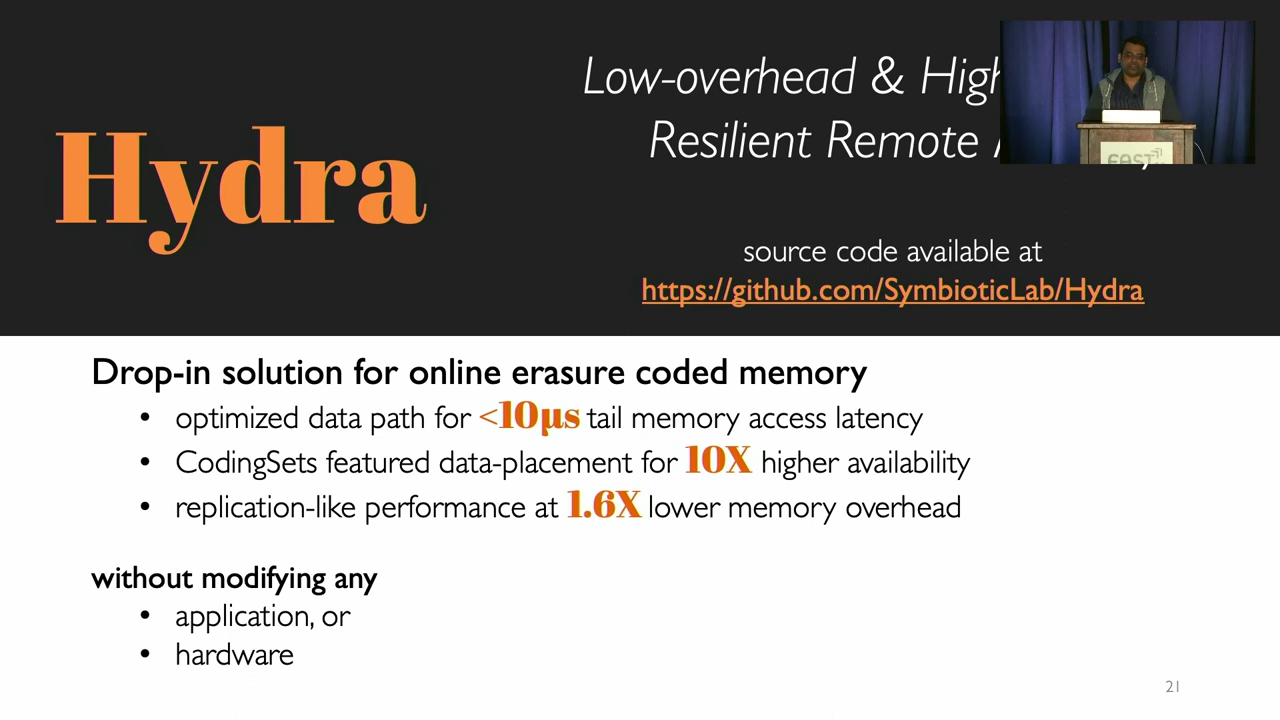 Low-overhead & High
Resilient Remote
Hydra
source code available at
https://github.com/SymbioticLab/Hydra
Drop-in solution for online erasure coded memory
• optimized data path for <10µs tail memory access latency
• CodingSets featured data-placement for 10X higher availability
• replication-like performance at 1.6X lower memory overhead
without modifying any
• application, or
• hardware
21